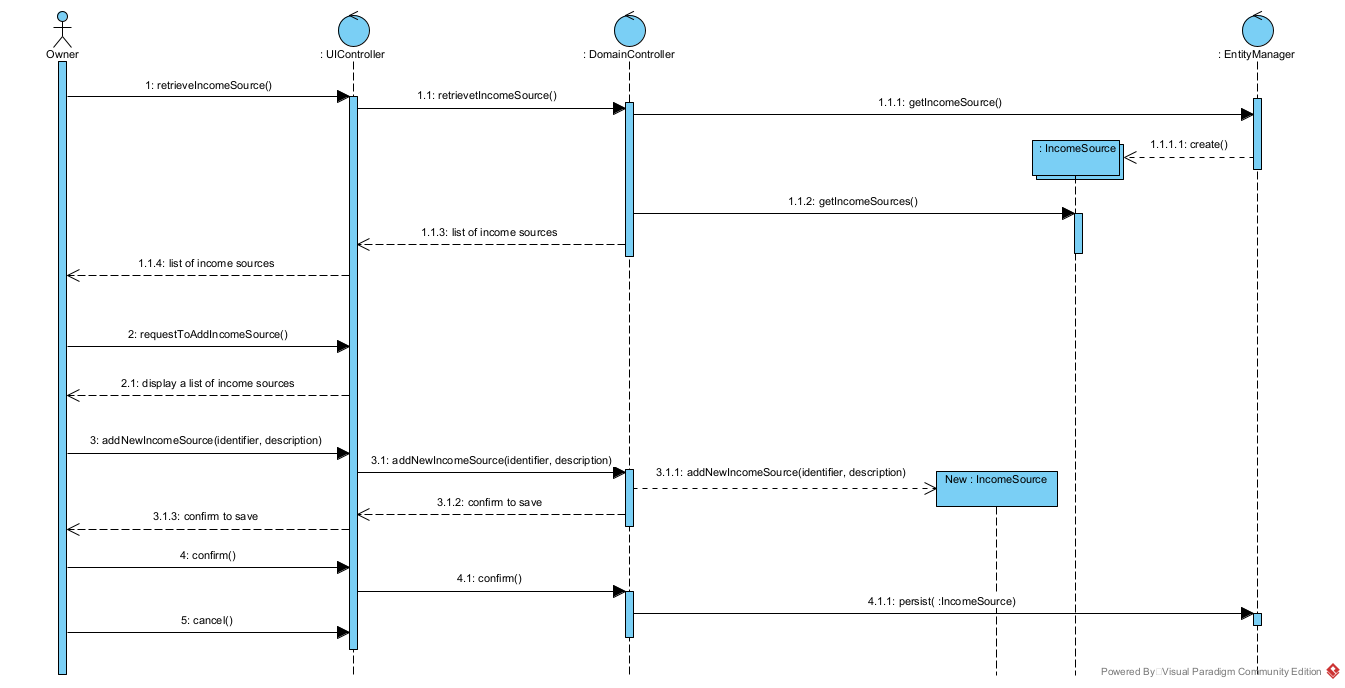 Owner
: UIController
: DomainController
: EntityManager
1: retrieveIncomeSource()
1.1: retrievetIncomeSource()
1.1.1: getIncomeSource()
: IncomeSource
1.1.1.1: create()
1.1.2: getIncomeSources()
1.1.3: list of income sources
1.1.4: list of income sources
2: requestToAddIncomeSource()
2.1: display a list of income sources
3: addNewIncomeSource(identifier, description)
3.1: addNewIncomeSource(identifier, description)
3.1.1: addNewIncomeSource(identifier, description)
New : IncomeSource
3.1.2: confirm to save
3.1.3: confirm to save
4: confirm()
4.1: confirm()
4.1.1: persist( :IncomeSource)
5: cancel()
Powered By Visual Paradigm Community Edition